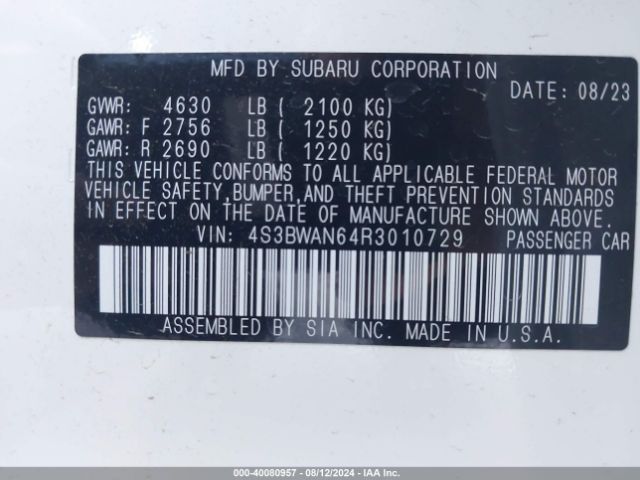 MFD BY SUBARU CORPORATION
DATE: 08/23
GVWR: 4630 LB ( 2100 KG)
GAWR: F 2756 LB ( 1250 KG)
GAWR: R 2690 LB ( 1220 KG)
THIS VEHICLE CONFORMS TO ALL APPLICABLE FEDERAL MOTOR
VEHICLE SAFETY,BUMPER,AND THEFT PREVENTION STANDARDS
IN EFFECT ON THE DATE OF MANUFACTURE SHOWN ABOVE.
VIN: 4S3BWAN64R3010729 PASSENGER CAR
ASSEMBLED BY SIA INC. MADE IN U.S.A.
000-40080957 - 08/12/2024 - IAA Inc.